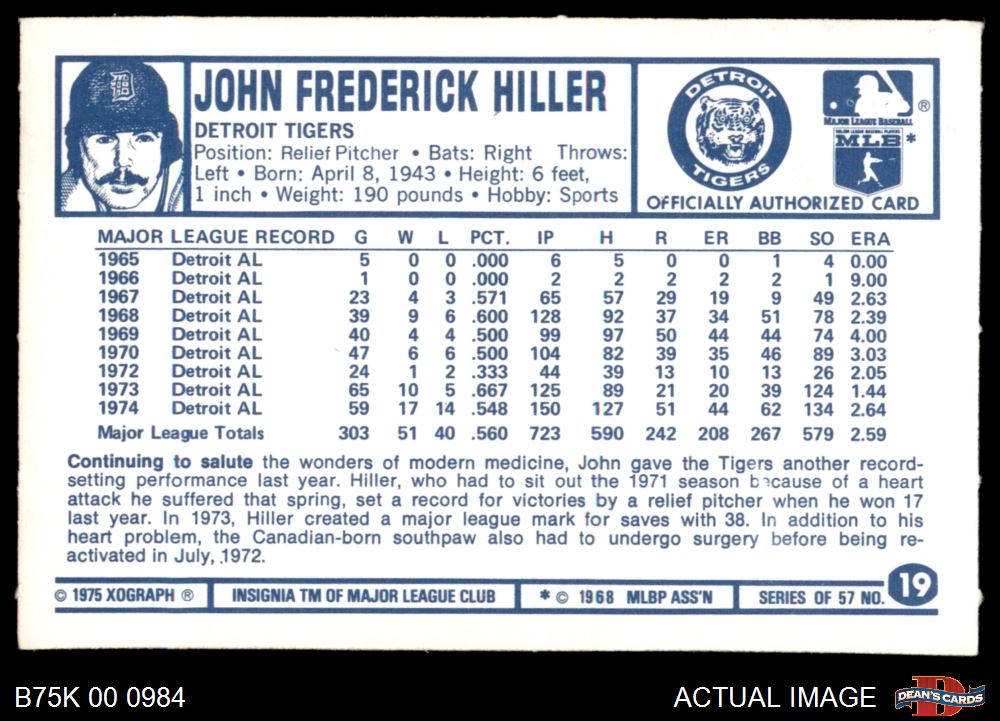 JOHN FREDERICK HILLER
DETROIT TIGERS
Position: Relief Pitcher • Bats: Right Throws:
Left • Born: April 8, 1943 • Height: 6 feet,
1 inch • Weight: 190 pounds • Hobby: Sports
DETROIT
TIGERS
®
MAJOR LEAGUE BASEBALL
MAJOR LEAGUE BASEBALL PLAYERS
MLB *
OFFICIALLY AUTHORIZED CARD
MAJOR LEAGUE RECORD G W L PCT. IP H R ER BB SO ERA
1965 Detroit AL 5 0 0 .000 6 5 0 0 1 4 0.00
1966 Detroit AL 1 0 0 .000 2 2 2 2 2 1 9.00
1967 Detroit AL 23 4 3 .571 65 57 29 19 9 49 2.63
1968 Detroit AL 39 9 6 .600 128 92 37 34 51 78 2.39
1969 Detroit AL 40 4 4 .500 99 97 50 44 44 74 4.00
1970 Detroit AL 47 6 6 .500 104 82 39 35 46 89 3.03
1972 Detroit AL 24 1 2 .333 44 39 13 10 13 26 2.05
1973 Detroit AL 65 10 5 .667 125 89 21 20 39 124 1.44
1974 Detroit AL 59 17 14 .548 150 127 51 44 62 134 2.64
Major League Totals 303 51 40 .560 723 590 242 208 267 579 2.59
Continuing to salute the wonders of modern medicine, John gave the Tigers another record-
setting performance last year. Hiller, who had to sit out the 1971 season because of a heart
attack he suffered that spring, set a record for victories by a relief pitcher when he won 17
last year. In 1973, Hiller created a major league mark for saves with 38. In addition to his
heart problem, the Canadian-born southpaw also had to undergo surgery before being re-
activated in July, 1972.
© 1975 XOGRAPH ®
INSIGNIA TM OF MAJOR LEAGUE CLUB
* © 1968 MLBP ASS'N
SERIES OF 57 NO. 19
B75K 00 0984
ACTUAL IMAGE
D
DEAN'S CARDS